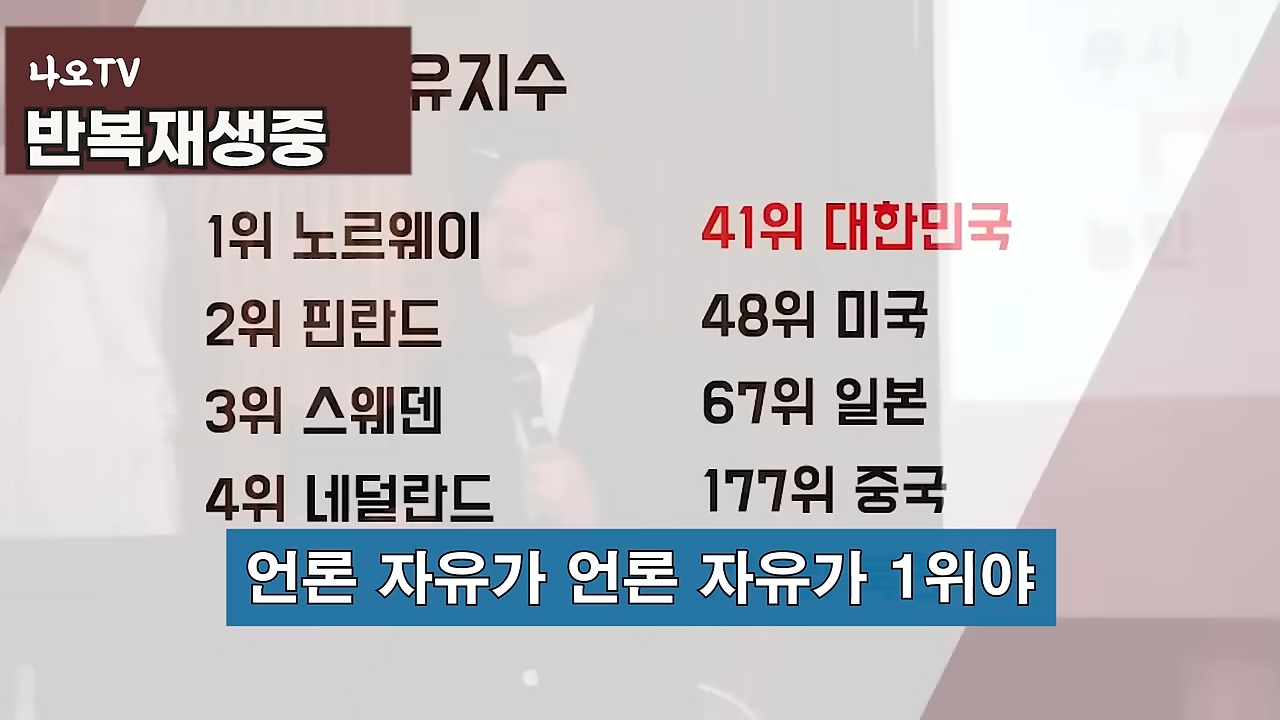 나오TV
반복재생중
유지수
1위 노르웨이
2위 핀란드
3위 스웨덴
4위 네덜란드
41위 대한민국
48위 미국
67위 일본
177위 중국
언론 자유가 언론 자유가 1위야